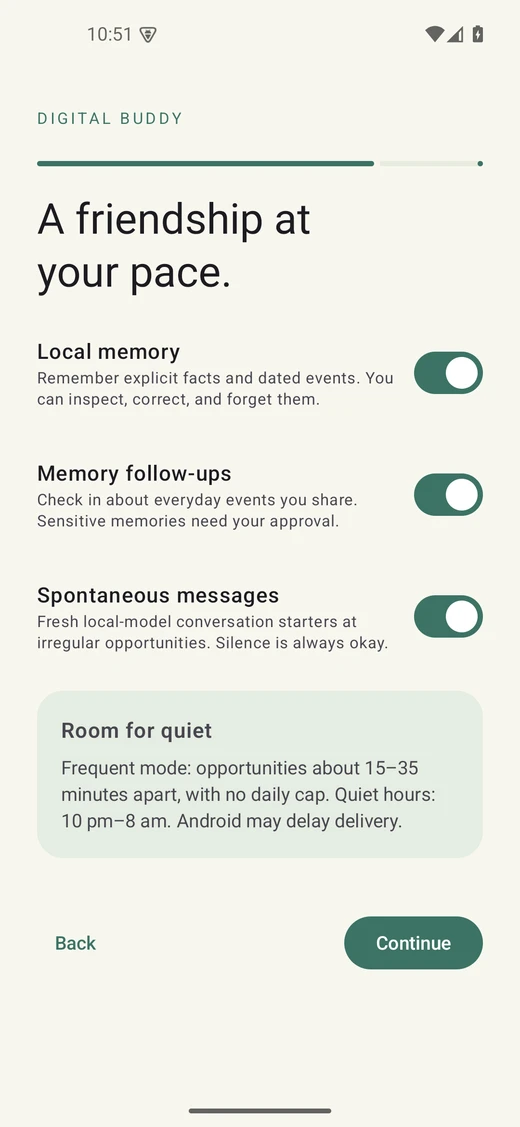 10:51
DIGITAL BUDDY
A friendship at
your pace.
Local memory
Remember explicit facts and dated events. You
can inspect, correct, and forget them.
Memory follow-ups
Check in about everyday events you share.
Sensitive memories need your approval.
Spontaneous messages
Fresh local-model conversation starters at
irregular opportunities. Silence is always okay.
Room for quiet
Frequent mode: opportunities about 15–35
minutes apart, with no daily cap. Quiet hours:
10 pm–8 am. Android may delay delivery.
Back
Continue